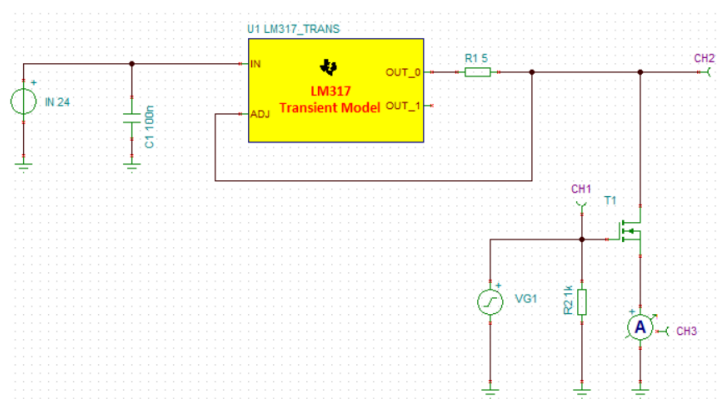 U1 LM317_TRANS
IN
OUT_0
R1 5
CH2
IN 24
C1 100n
LM317
Transient Model
OUT_1
ADJ
CH1
T1
VG1
R2 1k
A
CH3